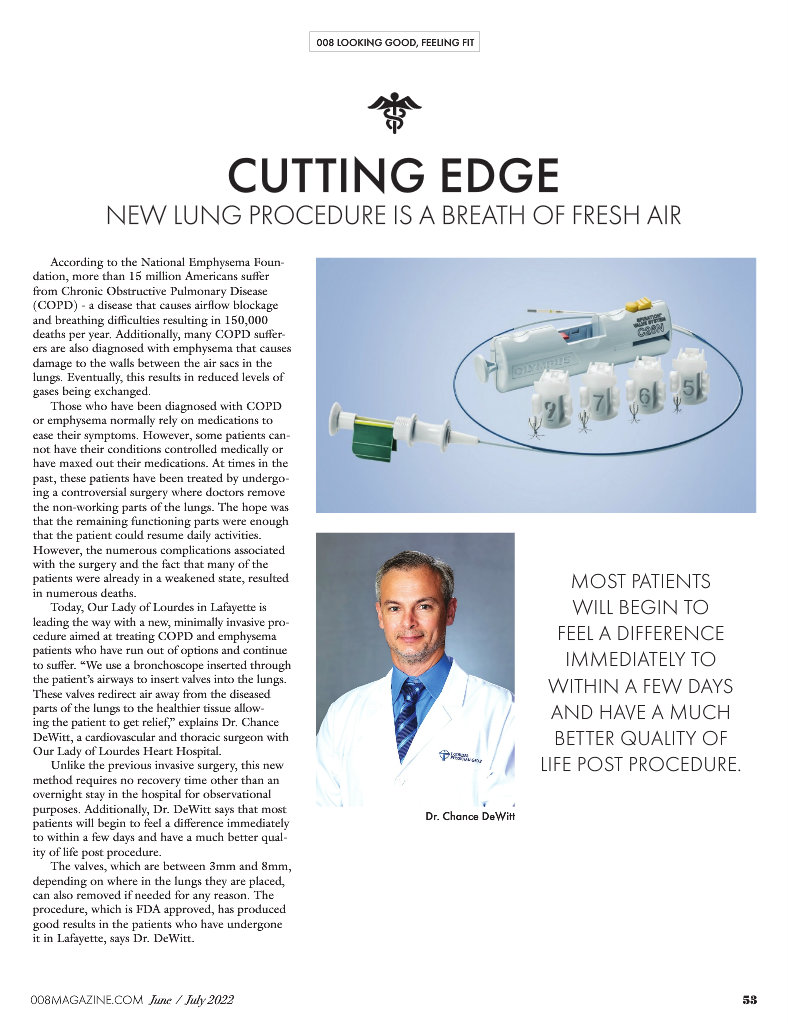 008 LOOKING GOOD, FEELING FIT
CUTTING EDGE
NEW LUNG PROCEDURE IS A BREATH OF FRESH AIR
According to the National Emphysema Foun-
dation, more than 15 million Americans suffer
from Chronic Obstructive Pulmonary Disease
(COPD) - a disease that causes airflow blockage
and breathing difficulties resulting in 150,000
deaths per year. Additionally, many COPD suffer-
ers are also diagnosed with emphysema that causes
damage to the walls between the air sacs in the
lungs. Eventually, this results in reduced levels of
gases being exchanged.
Those who have been diagnosed with COPD
or emphysema normally rely on medications to
ease their symptoms. However, some patients can-
not have their conditions controlled medically or
have maxed out their medications. At times in the
past, these patients have been treated by undergo-
ing a controversial surgery where doctors remove
the non-working parts of the lungs. The hope was
that the remaining functioning parts were enough
that the patient could resume daily activities.
However, the numerous complications associated
with the surgery and the fact that many of the
patients were already in a weakened state, resulted
in numerous deaths.
Today, Our Lady of Lourdes in Lafayette is
leading the way with a new, minimally invasive pro-
cedure aimed at treating COPD and emphysema
patients who have run out of options and continue
to suffer. “We use a bronchoscope inserted through
the patient’s airways to insert valves into the lungs.
These valves redirect air away from the diseased
parts of the lungs to the healthier tissue allow-
ing the patient to get relief,” explains Dr. Chance
DeWitt, a cardiovascular and thoracic surgeon with
Our Lady of Lourdes Heart Hospital.
Unlike the previous invasive surgery, this new
method requires no recovery time other than an
overnight stay in the hospital for observational
purposes. Additionally, Dr. DeWitt says that most
patients will begin to feel a difference immediately
to within a few days and have a much better qual-
ity of life post procedure.
The valves, which are between 3mm and 8mm,
depending on where in the lungs they are placed,
can also removed if needed for any reason. The
procedure, which is FDA approved, has produced
good results in the patients who have undergone
it in Lafayette, says Dr. DeWitt.
OLYMPUS
9
7
6
5
MOST PATIENTS
WILL BEGIN TO
FEEL A DIFFERENCE
IMMEDIATELY TO
WITHIN A FEW DAYS
AND HAVE A MUCH
BETTER QUALITY OF
LIFE POST PROCEDURE.
Dr. Chance DeWitt
008MAGAZINE.COM June / July 2022
53